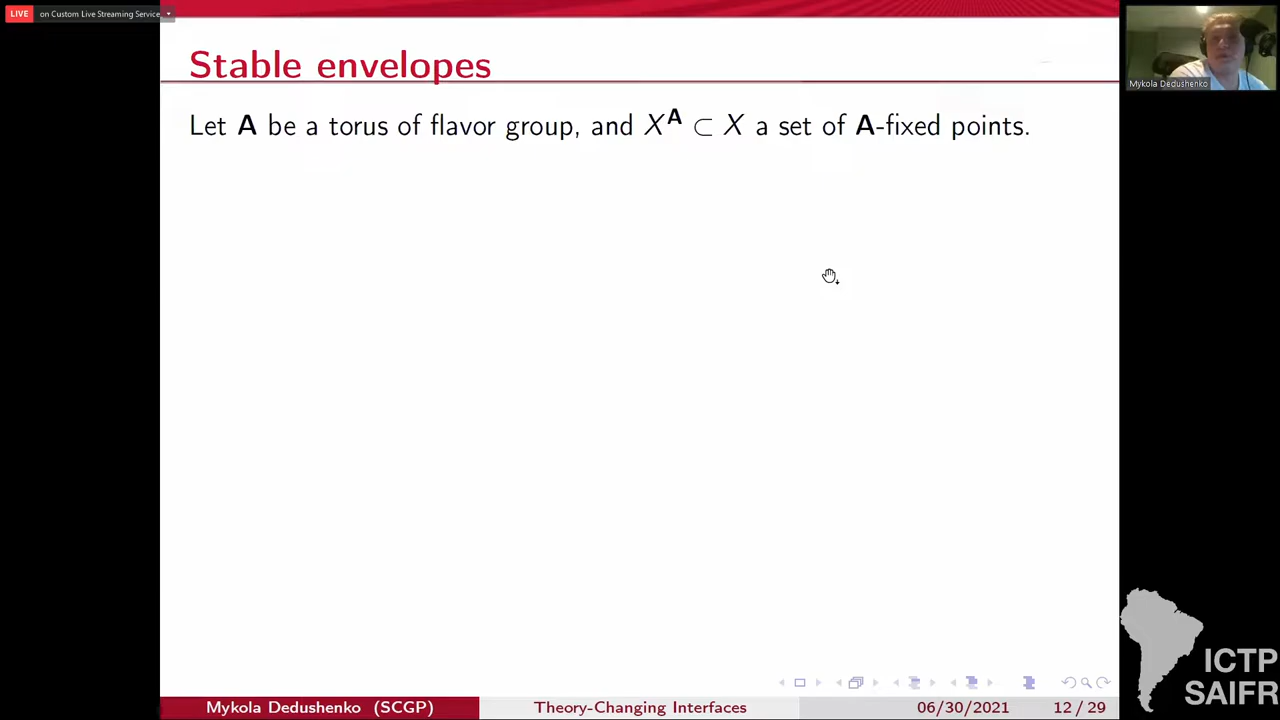 LIVE on Custom Live Streaming Service
Stable envelopes
Let A be a torus of flavor group, and X^A ⊂ X a set of A-fixed points.
Mykola Dedushenko
ICTP
SAIFR
Mykola Dedushenko (SCGP) Theory-Changing Interfaces 06/30/2021 12 / 29